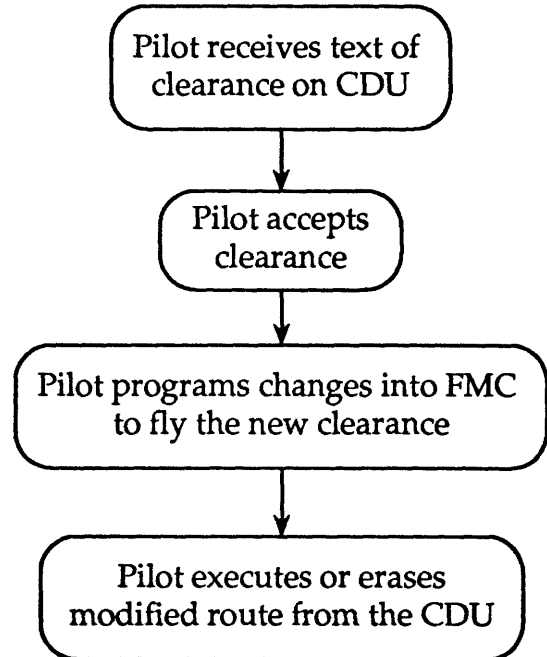 Pilot receives text of
clearance on CDU
Pilot accepts
clearance
Pilot programs changes into FMC
to fly the new clearance
Pilot executes or erases
modified route from the CDU